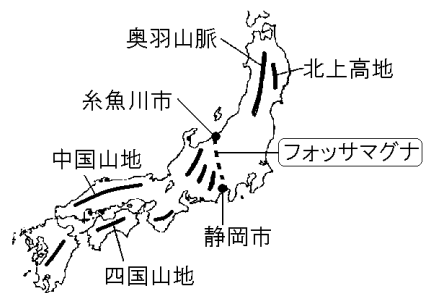 奥羽山脈
北上高地
糸魚川市
フォッサマグナ
中国山地
静岡市
四国山地